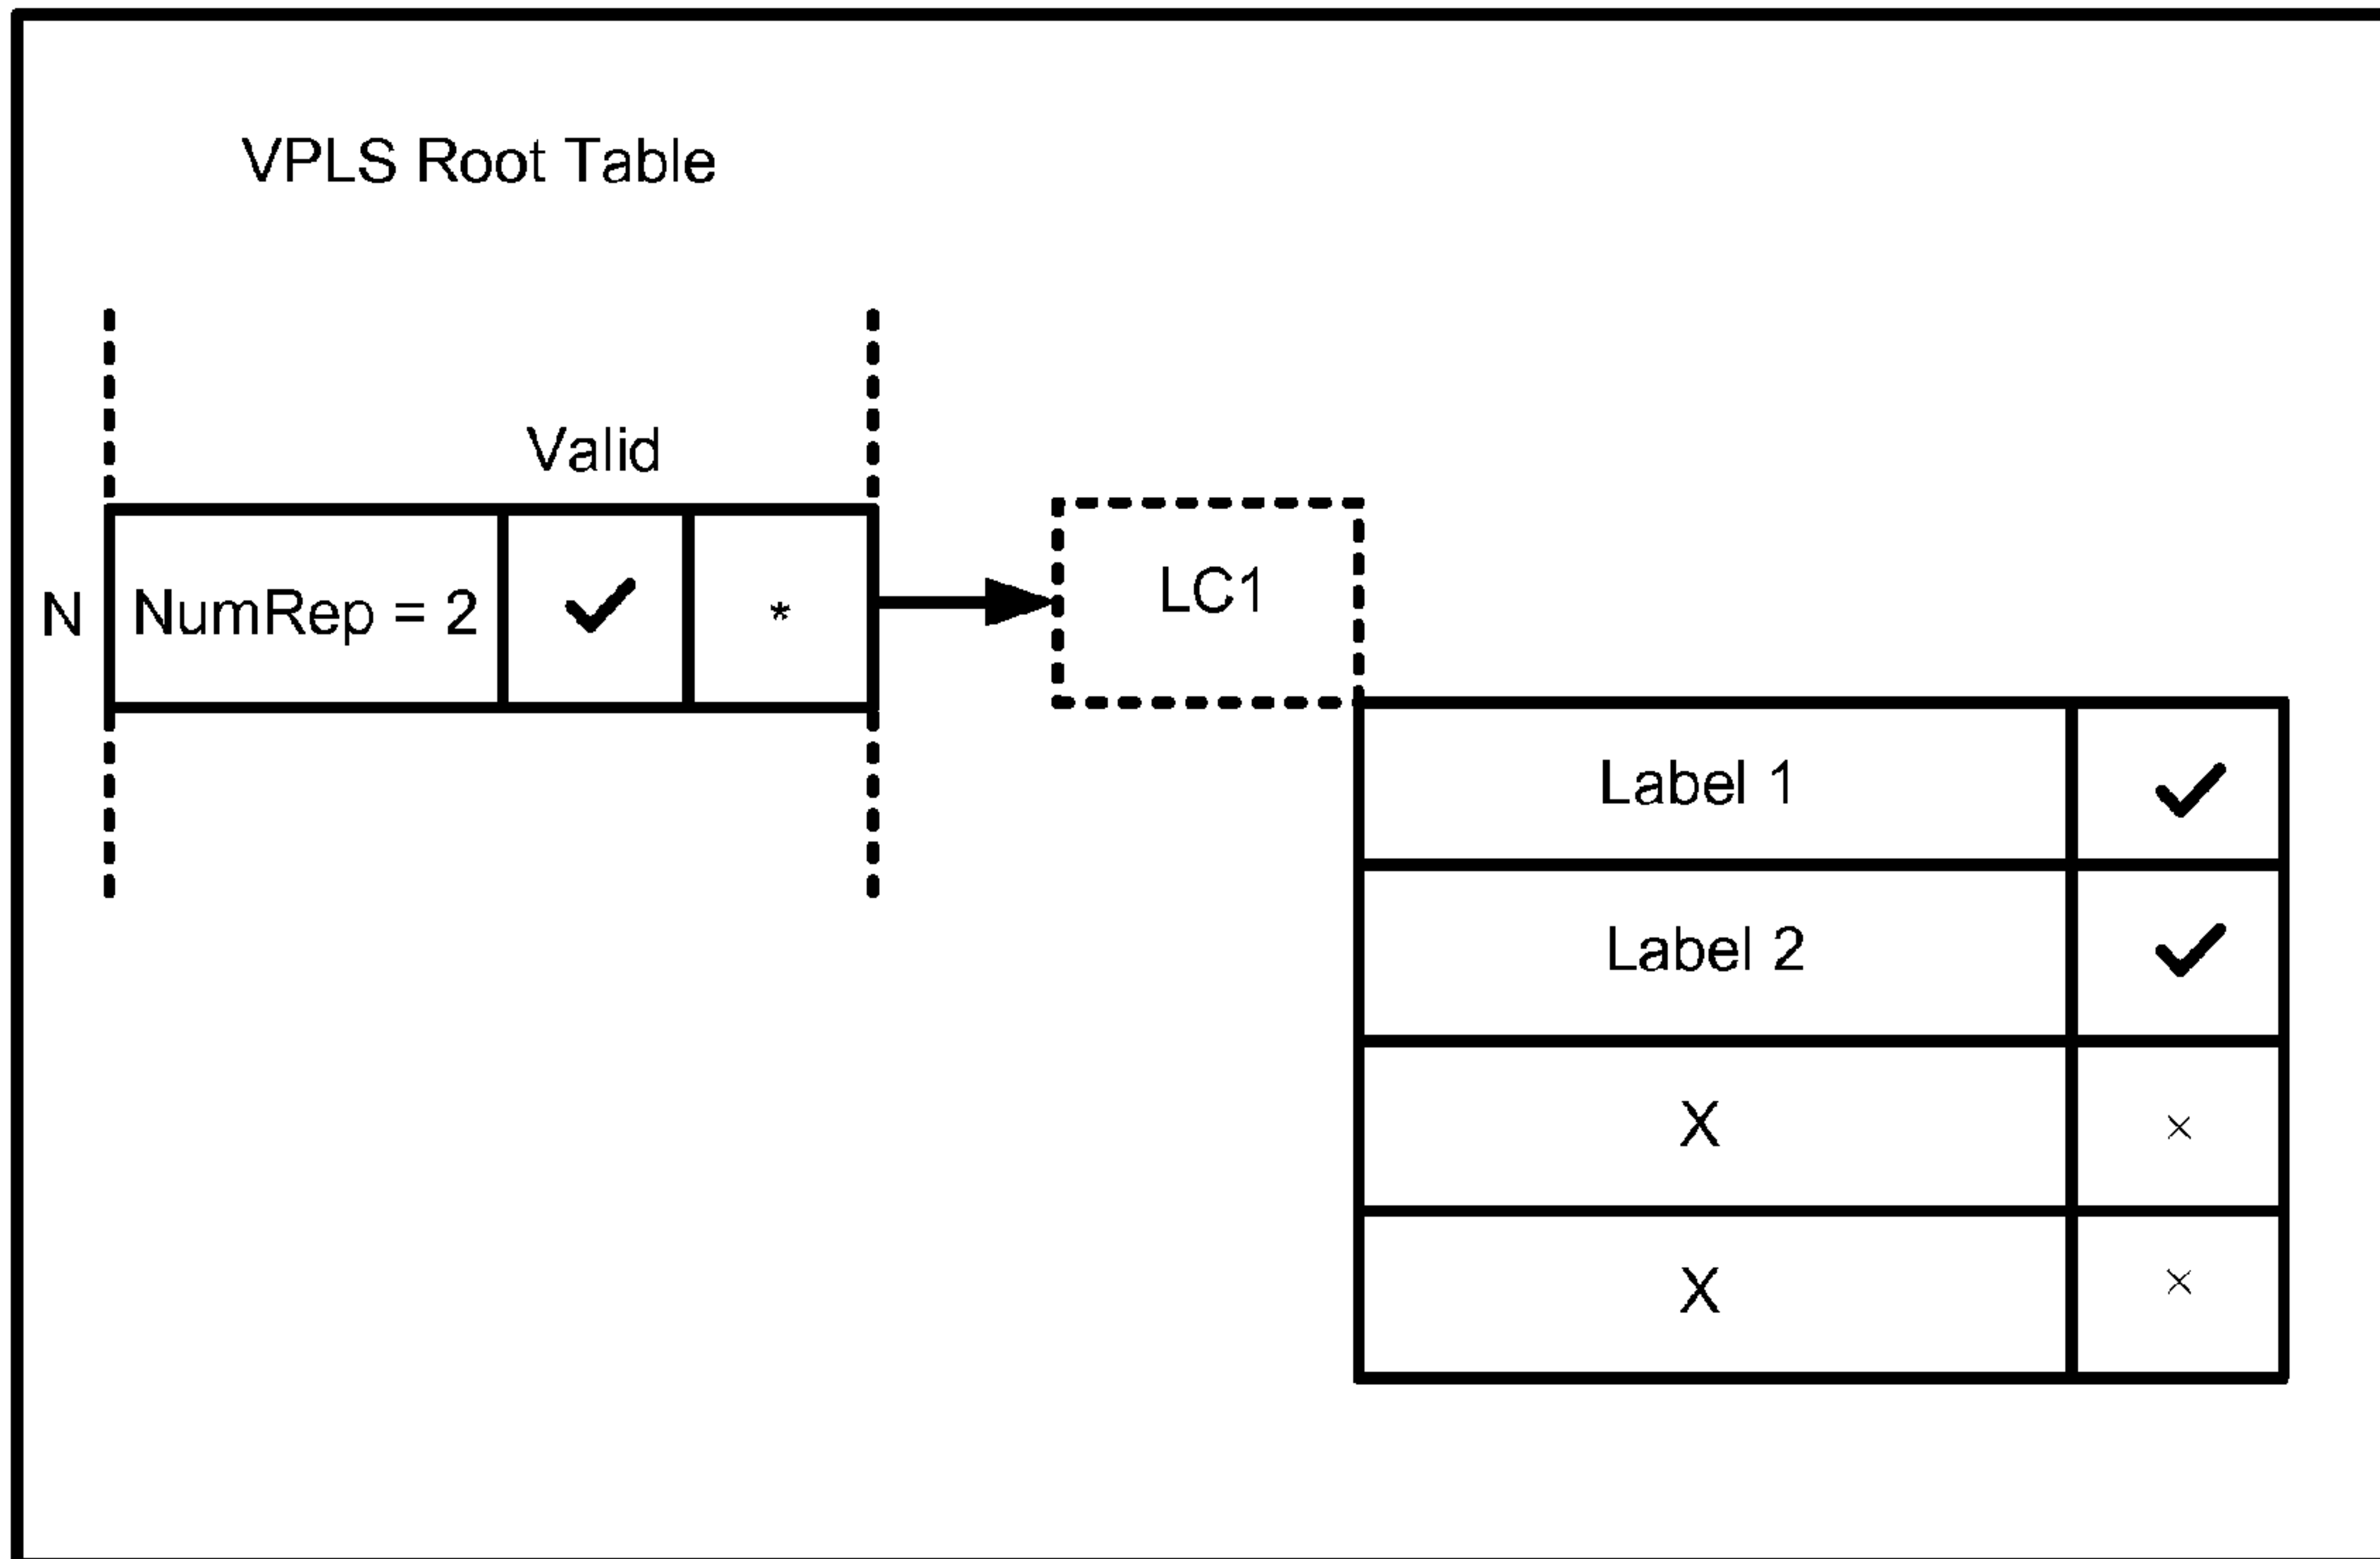 VPLS Root Table
Valid
N NumRep = 2 ✓ *
LC1
Label 1 ✓
Label 2 ✓
X ×
X ×